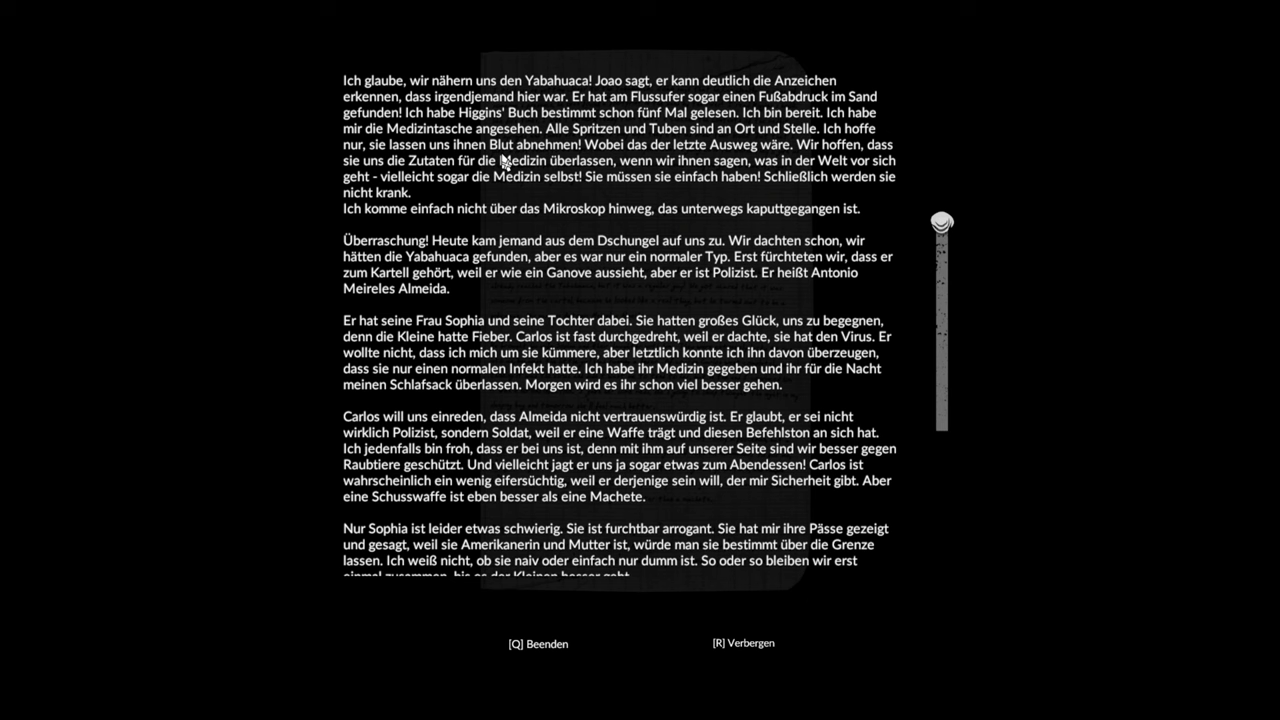 Ich glaube, wir nähern uns den Yabahuaca! Joao sagt, er kann deutlich die Anzeichen
erkennen, dass irgendjemand hier war. Er hat am Flussufer sogar einen Fußabdruck im Sand
gefunden! Ich habe Higgins' Buch bestimmt schon fünf Mal gelesen. Ich bin bereit. Ich habe
mir die Medizintasche angesehen. Alle Spritzen und Tuben sind an Ort und Stelle. Ich hoffe
nur, sie lassen uns ihnen Blut abnehmen! Wobei das der letzte Ausweg wäre. Wir hoffen, dass
sie uns die Zutaten für die Medizin überlassen, wenn wir ihnen sagen, was in der Welt vor sich
geht - vielleicht sogar die Medizin selbst! Sie müssen sie einfach haben! Schließlich werden sie
nicht krank.
Ich komme einfach nicht über das Mikroskop hinweg, das unterwegs kaputtgegangen ist.
Überraschung! Heute kam jemand aus dem Dschungel auf uns zu. Wir dachten schon, wir
hätten die Yabahuaca gefunden, aber es war nur ein normaler Typ. Erst fürchteten wir, dass er
zum Kartell gehört, weil er wie ein Ganove aussieht, aber er ist Polizist. Er heißt Antonio
Meireles Almeida.
Er hat seine Frau Sophia und seine Tochter dabei. Sie hatten großes Glück, uns zu begegnen,
denn die Kleine hatte Fieber. Carlos ist fast durchgedreht, weil er dachte, sie hat den Virus. Er
wollte nicht, dass ich mich um sie kümmere, aber letztlich konnte ich ihn davon überzeugen,
dass sie nur einen normalen Infekt hatte. Ich habe ihr Medizin gegeben und ihr für die Nacht
meinen Schlafsack überlassen. Morgen wird es ihr schon viel besser gehen.
Carlos will uns einreden, dass Almeida nicht vertrauenswürdig ist. Er glaubt, er sei nicht
wirklich Polizist, sondern Soldat, weil er eine Waffe trägt und diesen Befehlston an sich hat.
Ich jedenfalls bin froh, dass er bei uns ist, denn mit ihm auf unserer Seite sind wir besser gegen
Raubtiere geschützt. Und vielleicht jagt er uns ja sogar etwas zum Abendessen! Carlos ist
wahrscheinlich ein wenig eifersüchtig, weil er derjenige sein will, der mir Sicherheit gibt. Aber
eine Schusswaffe ist eben besser als eine Machete.
Nur Sophia ist leider etwas schwierig. Sie ist furchtbar arrogant. Sie hat mir ihre Pässe gezeigt
und gesagt, weil sie Amerikanerin und Mutter ist, würde man sie bestimmt über die Grenze
lassen. Ich weiß nicht, ob sie naiv oder einfach nur dumm ist. So oder so bleiben wir erst
einmal zusammen, bis es der Kleinen besser geht.
[Q] Beenden
[R] Verbergen